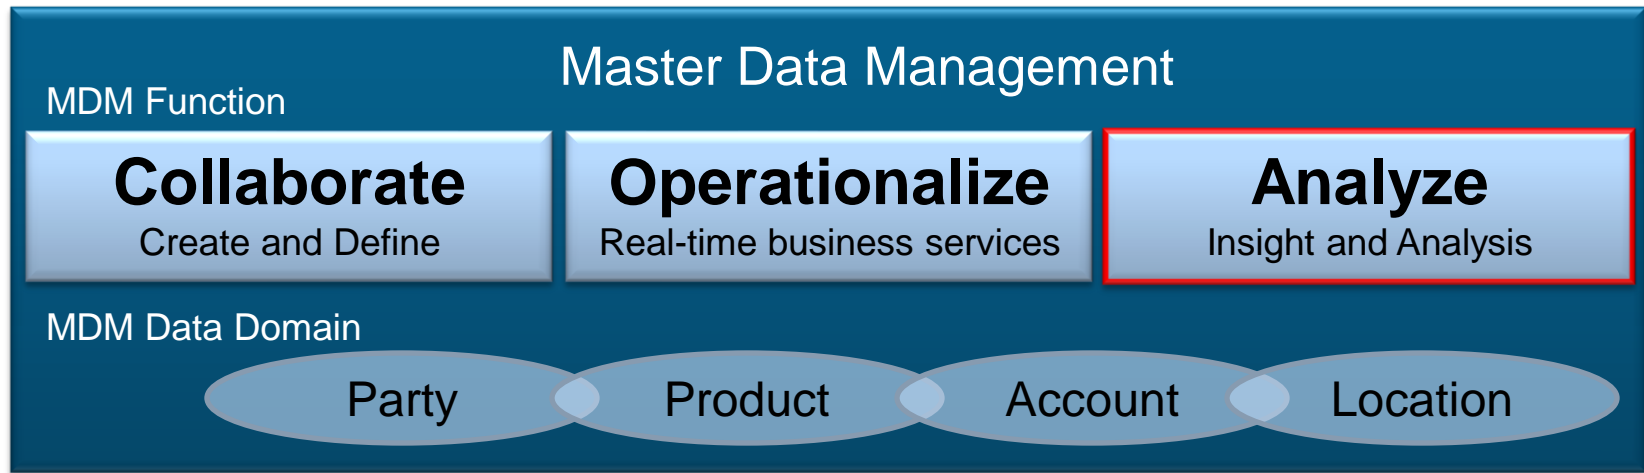 Master Data Management
MDM Function
Collaborate
Create and Define
Operationalize
Real-time business services
Analyze
Insight and Analysis
MDM Data Domain
Party
Product
Account
Location